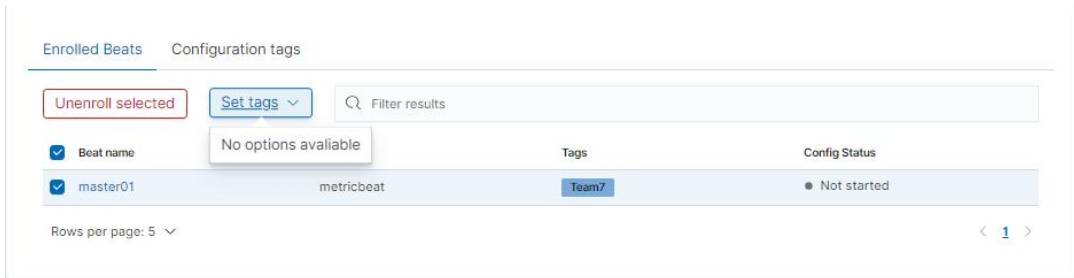 Enrolled Beats Configuration tags
Unenroll selected Set tags Filter results
No options avaliable
Beat name Tags Config Status
master01 metricbeat Team7 Not started
Rows per page: 5 1